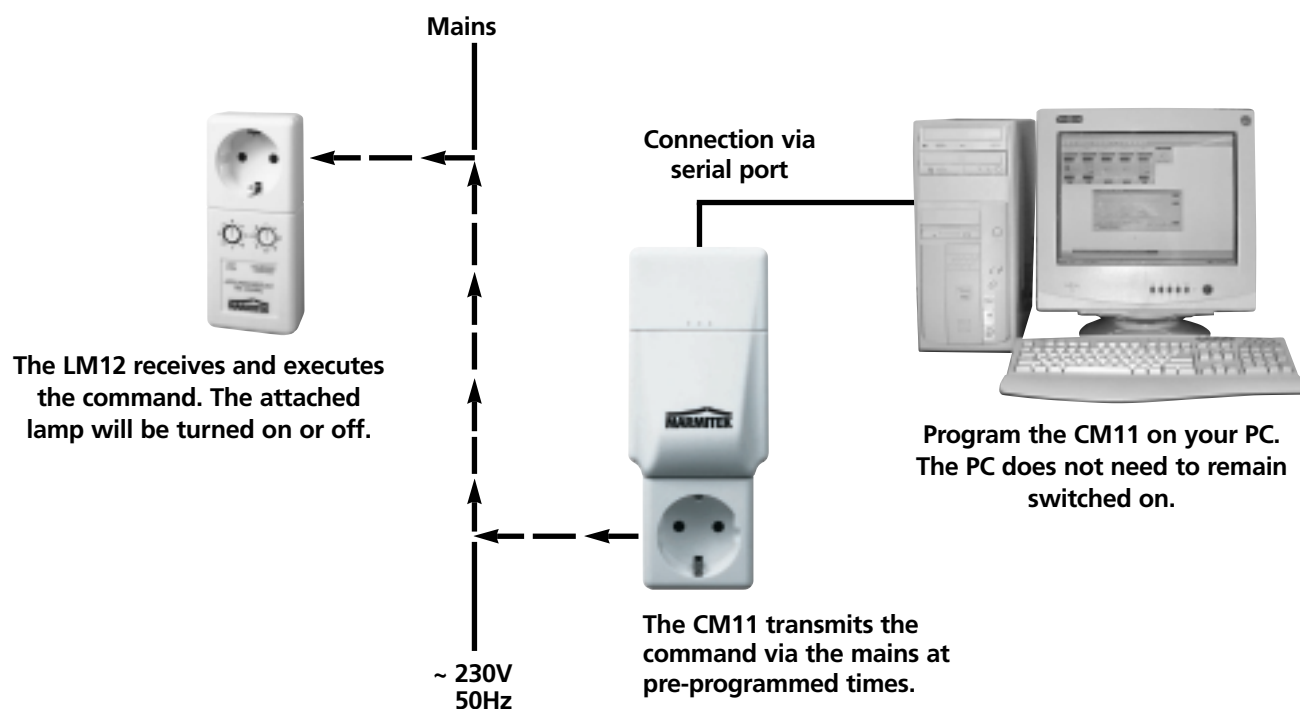 Mains
Connection via
serial port
The LM12 receives and executes
the command. The attached
lamp will be turned on or off.
MARMITEK
MARMITEK
Program the CM11 on your PC.
The PC does not need to remain
switched on.
The CM11 transmits the
command via the mains at
pre-programmed times.
~ 230V
50Hz